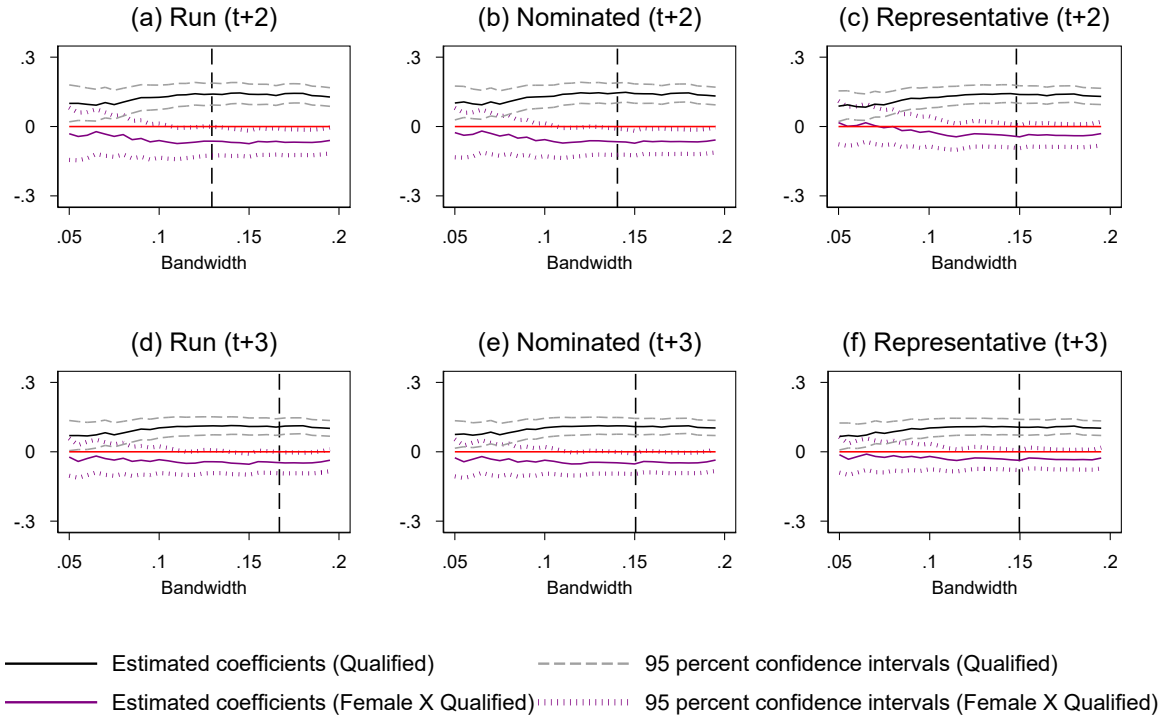 (a) Run (t+2)
(b) Nominated (t+2)
(c) Representative (t+2)
.3
0
-.3
.05 .1 .15 .2
Bandwidth
.3
0
-.3
.05 .1 .15 .2
Bandwidth
.3
0
-.3
.05 .1 .15 .2
Bandwidth
(d) Run (t+3)
(e) Nominated (t+3)
(f) Representative (t+3)
.3
0
-.3
.05 .1 .15 .2
Bandwidth
.3
0
-.3
.05 .1 .15 .2
Bandwidth
.3
0
-.3
.05 .1 .15 .2
Bandwidth
Estimated coefficients (Qualified)
95 percent confidence intervals (Qualified)
Estimated coefficients (Female X Qualified)
95 percent confidence intervals (Female X Qualified)